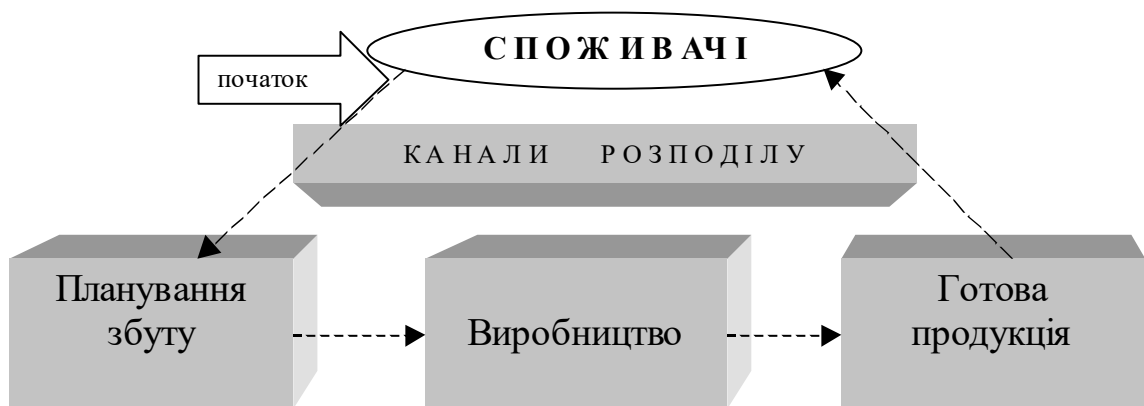 СПОЖИВАЧІ
початок
КАНАЛИ РОЗПОДІЛУ
Планування
збуту
Виробництво
Готова
продукція